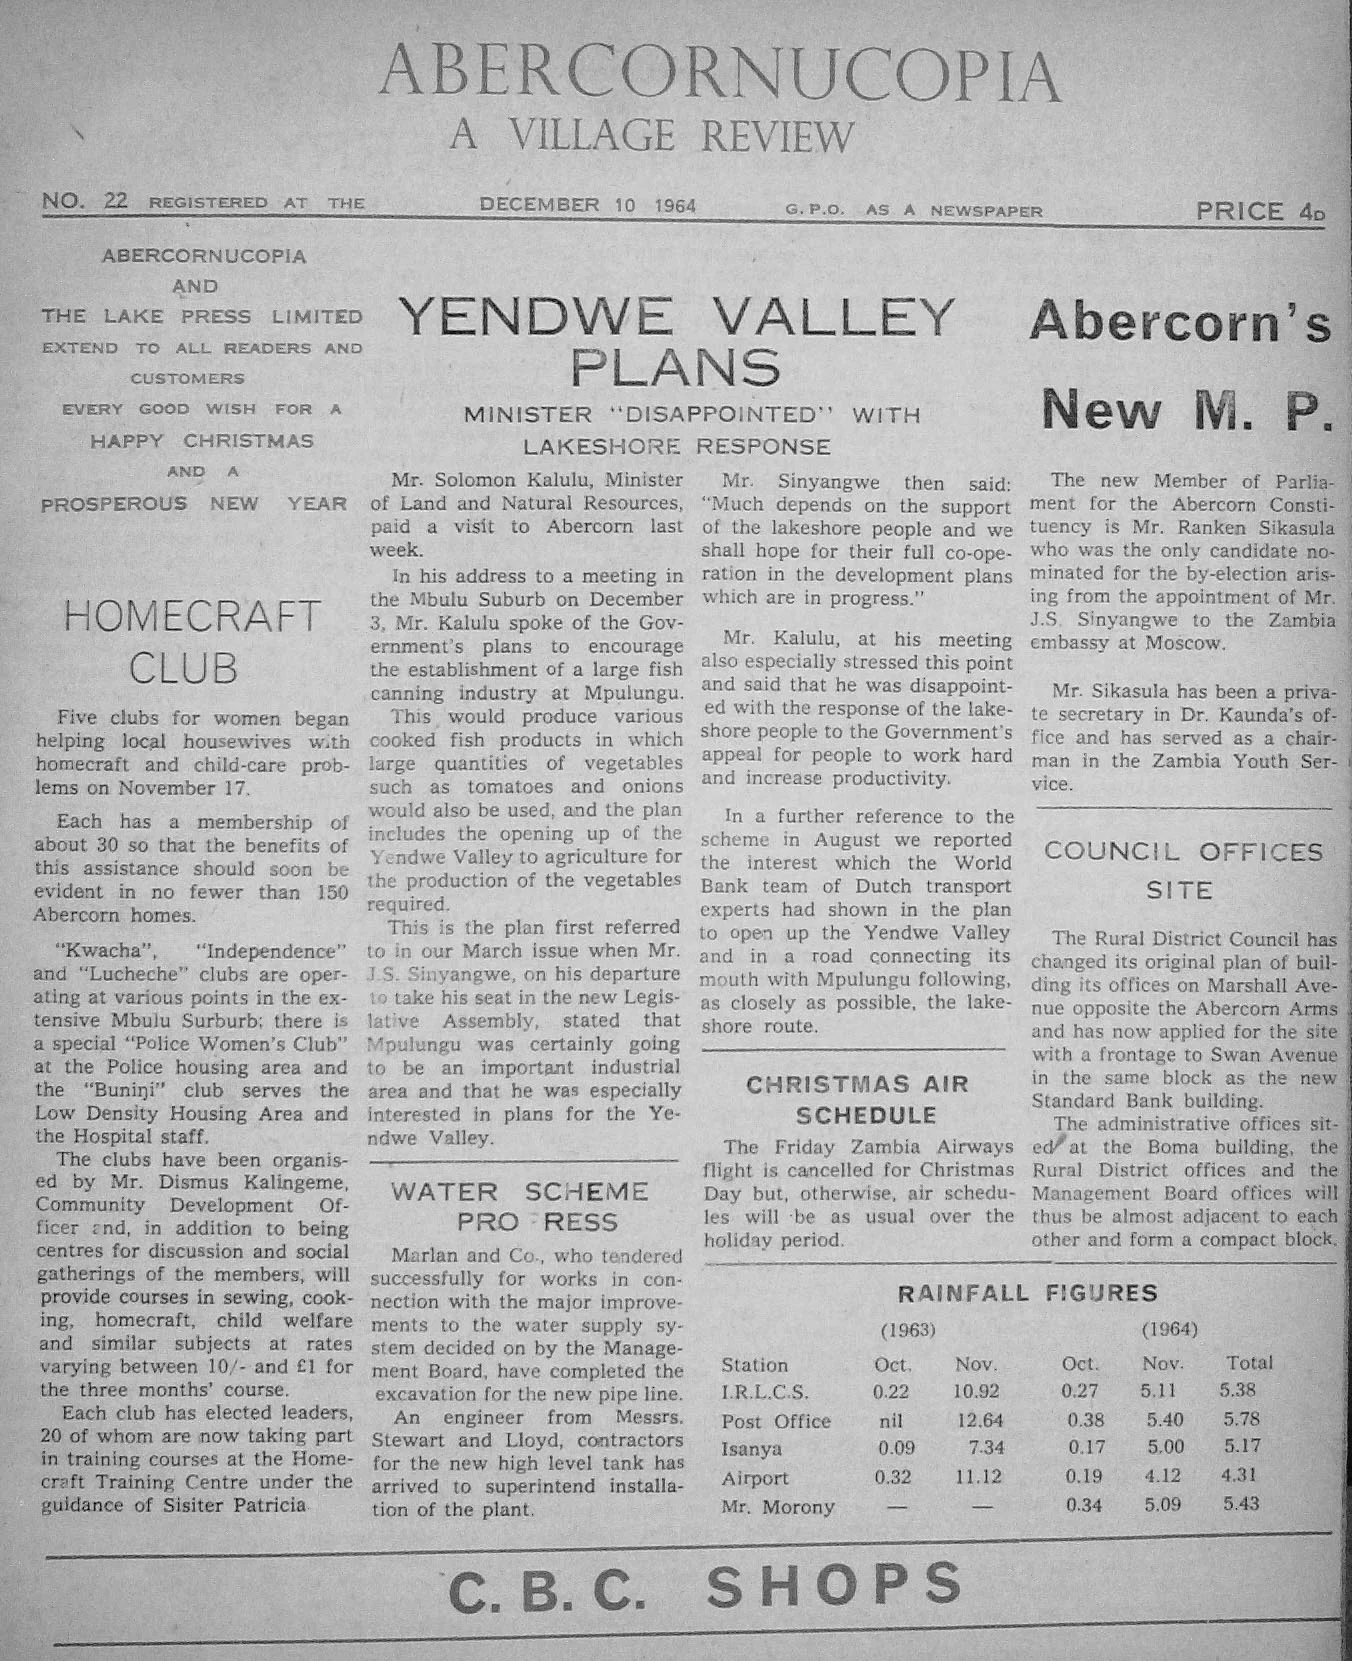 ABERCORNUCOPIA
A VILLAGE REVIEW
NO. 22 REGISTERED AT THE DECEMBER 10 1964 G.P.O. AS A NEWSPAPER PRICE 4D
ABERCORNUCOPIA
AND
THE LAKE PRESS LIMITED
EXTEND TO ALL READERS AND
CUSTOMERS
EVERY GOOD WISH FOR A
HAPPY CHRISTMAS
AND A
PROSPEROUS NEW YEAR
HOMECRAFT
CLUB
Five clubs for women began
helping local housewives with
homecraft and child-care prob-
lems on November 17.
Each has a membership of
about 30 so that the benefits of
this assistance should soon be
evident in no fewer than 150
Abercorn homes.
"Kwacha", "Independence"
and "Lucheche" clubs are oper-
ating at various points in the ex-
tensive Mbulu Surburb; there is
a special "Police Women's Club"
at the Police housing area and
the "Buninji" club serves the
Low Density Housing Area and
the Hospital staff.
The clubs have been organis-
ed by Mr. Dismus Kalingeme,
Community Development Of-
ficer and, in addition to being
centres for discussion and social
gatherings of the members, will
provide courses in sewing, cook-
ing, homecraft, child welfare
and similar subjects at rates
varying between 10/- and £1 for
the three months' course.
Each club has elected leaders,
20 of whom are now taking part
in training courses at the Home-
craft Training Centre under the
guidance of Sisiter Patricia
YENDWE VALLEY
PLANS
MINISTER "DISAPPOINTED" WITH
LAKESHORE RESPONSE
Mr. Solomon Kalulu, Minister
of Land and Natural Resources,
paid a visit to Abercorn last
week.
In his address to a meeting in
the Mbulu Suburb on December
3, Mr. Kalulu spoke of the Gov-
ernment's plans to encourage
the establishment of a large fish
canning industry at Mpulungu.
This would produce various
cooked fish products in which
large quantities of vegetables
such as tomatoes and onions
would also be used, and the plan
includes the opening up of the
Yendwe Valley to agriculture for
the production of the vegetables
required.
This is the plan first referred
to in our March issue when Mr.
J.S. Sinyangwe, on his departure
to take his seat in the new Legis-
lative Assembly, stated that
Mpulungu was certainly going
to be an important industrial
area and that he was especially
interested in plans for the Ye-
ndwe Valley.
WATER SCHEME
PRO RESS
Marlan and Co., who tendered
successfully for works in con-
nection with the major improve-
ments to the water supply sy-
stem decided on by the Manage-
ment Board, have completed the
excavation for the new pipe line.
An engineer from Messrs.
Stewart and Lloyd, contractors
for the new high level tank has
arrived to superintend installa-
tion of the plant.
Mr. Sinyangwe then said:
"Much depends on the support
of the lakeshore people and we
shall hope for their full co-ope-
ration in the development plans
which are in progress."
Mr. Kalulu, at his meeting
also especially stressed this point
and said that he was disappoint-
ed with the response of the lake-
shore people to the Government's
appeal for people to work hard
and increase productivity.
In a further reference to the
scheme in August we reported
the interest which the World
Bank team of Dutch transport
experts had shown in the plan
to open up the Yendwe Valley
and in a road connecting its
mouth with Mpulungu following,
as closely as possible, the lake-
shore route.
CHRISTMAS AIR
SCHEDULE
The Friday Zambia Airways
flight is cancelled for Christmas
Day but, otherwise, air schedu-
les will be as usual over the
holiday period.
Abercorn's
New M. P.
The new Member of Parlia-
ment for the Abercorn Consti-
tuency is Mr. Ranken Sikasula
who was the only candidate no-
minated for the by-election aris-
ing from the appointment of Mr.
J.S. Sinyangwe to the Zambia
embassy at Moscow.
Mr. Sikasula has been a priva-
te secretary in Dr. Kaunda's of-
fice and has served as a chair-
man in the Zambia Youth Ser-
vice.
COUNCIL OFFICES
SITE
The Rural District Council has
changed its original plan of buil-
ding its offices on Marshall Ave-
nue opposite the Abercorn Arms
and has now applied for the site
with a frontage to Swan Avenue
in the same block as the new
Standard Bank building.
The administrative offices sit-
ed at the Boma building, the
Rural District offices and the
Management Board offices will
thus be almost adjacent to each
other and form a compact block.
RAINFALL FIGURES
(1963) (1964)
Station Oct. Nov. Oct. Nov. Total
I.R.L.C.S. 0.22 10.92 0.27 5.11 5.38
Post Office nil 12.64 0.38 5.40 5.78
Isanya 0.09 7.34 0.17 5.00 5.17
Airport 0.32 11.12 0.19 4.12 4.31
Mr. Morony — — 0.34 5.09 5.43
C. B. C. SHOPS